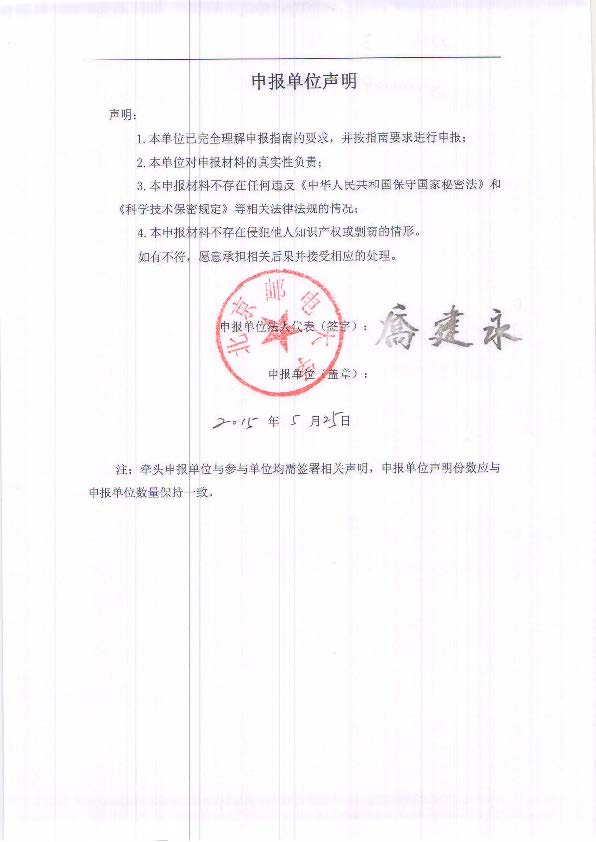 申报单位声明
声明：
1.本单位已完全理解申报指南的要求，并按指南要求进行申报；
2.本单位对申报材料的真实性负责；
3.本申报材料不存在任何违反《中华人民共和国保守国家秘密法》和
《科学技术保密规定》等相关法律法规的情况；
4.本申报材料不存在侵犯他人知识产权或剽窃的情形。
如有不符，愿意承担相关后果并接受相应的处理。
北京邮电大学
申报单位法人代表（签字）：喬建永
申报单位（盖章）：
2015 年 5 月 25 日
注：牵头申报单位与参与单位均需签署相关声明，申报单位声明份数应与
申报单位数量保持一致。